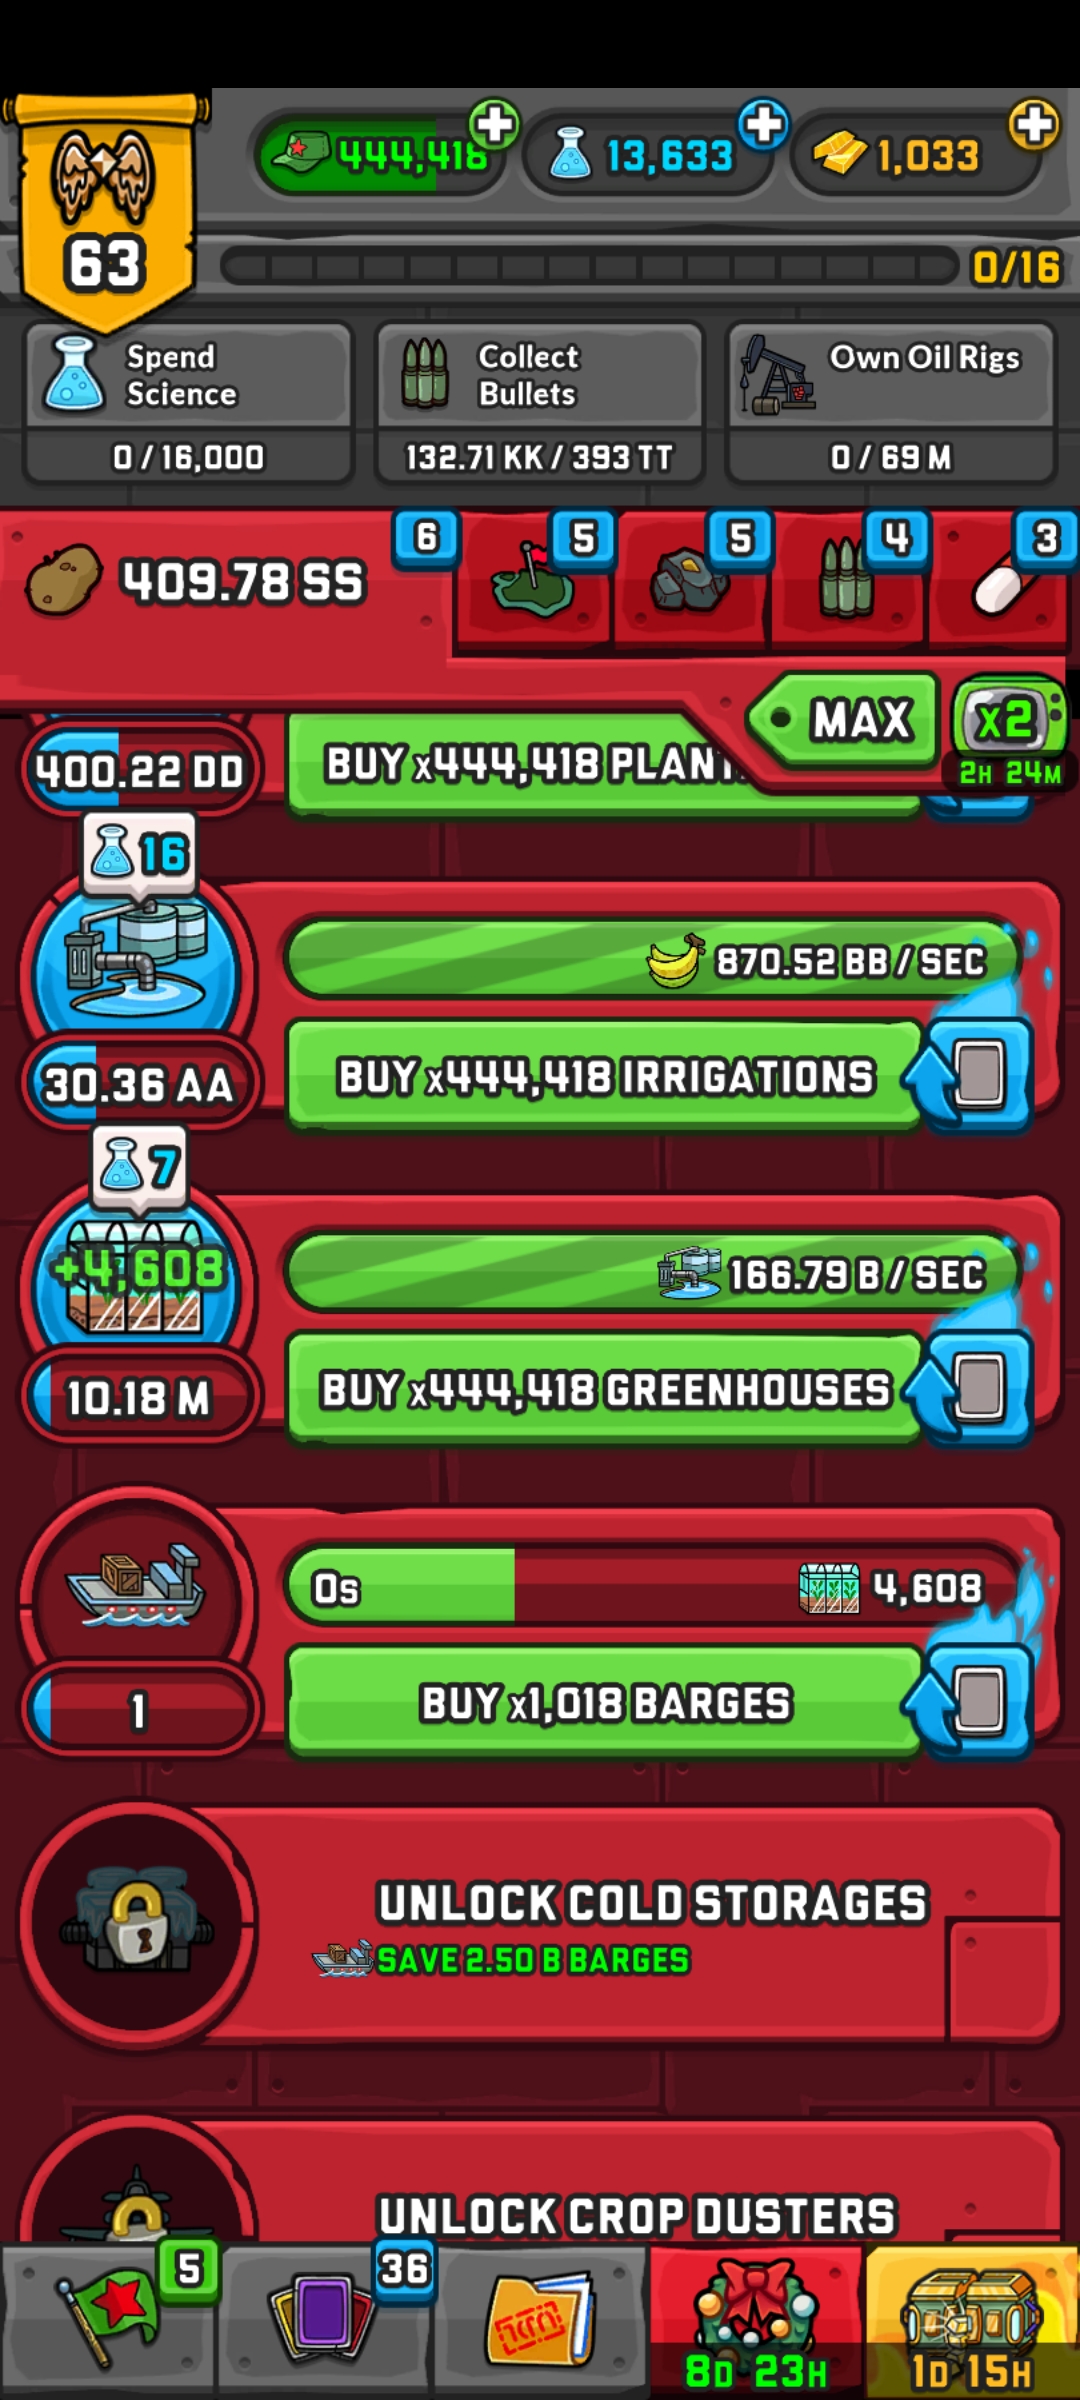 444,418
13,633
1,033
63
0/16
Spend
Science
0 / 16,000
Collect
Bullets
132.71 KK / 393 TT
Own Oil Rigs
0 / 69 M
409.78 SS
6
5
5
4
3
MAX
x2
2H 24M
400.22 DD
BUY x444,418 PLANT
16
870.52 BB / SEC
30.36 AA
BUY x444,418 IRRIGATIONS
7
+4,608
166.79 B / SEC
10.18 M
BUY x444,418 GREENHOUSES
0s
4,608
1
BUY x1,018 BARGES
UNLOCK COLD STORAGES
SAVE 2.50 B BARGES
UNLOCK CROP DUSTERS
5
36
8D 23H
1D 15H